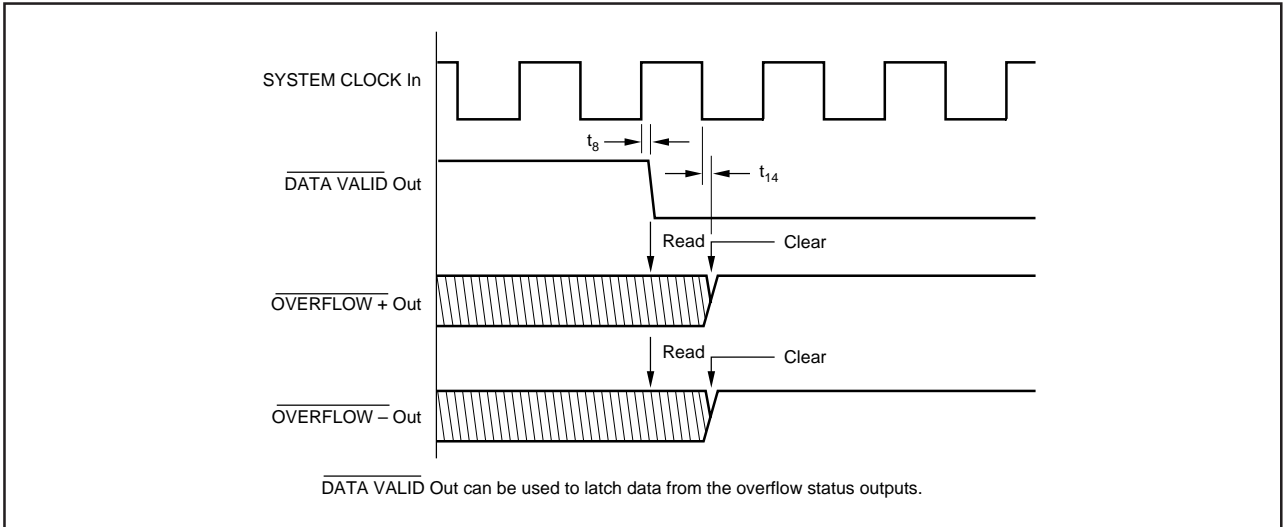 SYSTEM CLOCK In
t8
DATA VALID Out
t14
Read
Clear
OVERFLOW + Out
Read
Clear
OVERFLOW – Out
DATA VALID Out can be used to latch data from the overflow status outputs.